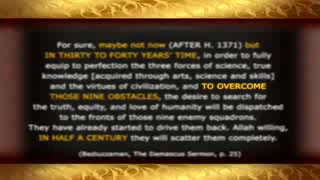 For sure, maybe not now (AFTER H. 1371) but
IN THIRTY TO FORTY YEARS' TIME, in order to fully
equip to perfection the three forces of science, true
knowledge [acquired through arts, science and skills]
and the virtues of civilization, and TO OVERCOME
THOSE NINE OBSTACLES, the desire to search for
the truth, equity, and love of humanity will be dispatched
to the fronts of those nine enemy squadrons.
They have already started to drive them back. Allah willing,
IN HALF A CENTURY they will scatter them completely.
(Bediuzzaman, The Damascus Sermon, p. 25)